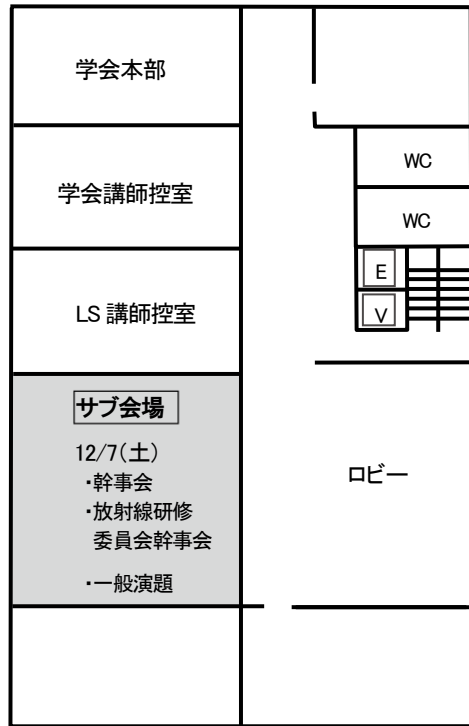 学会本部
学会講師控室
LS 講師控室
サブ会場
12/7(土)
・幹事会
・放射線研修
委員会幹事会
・一般演題
WC
WC
E
V
ロビー